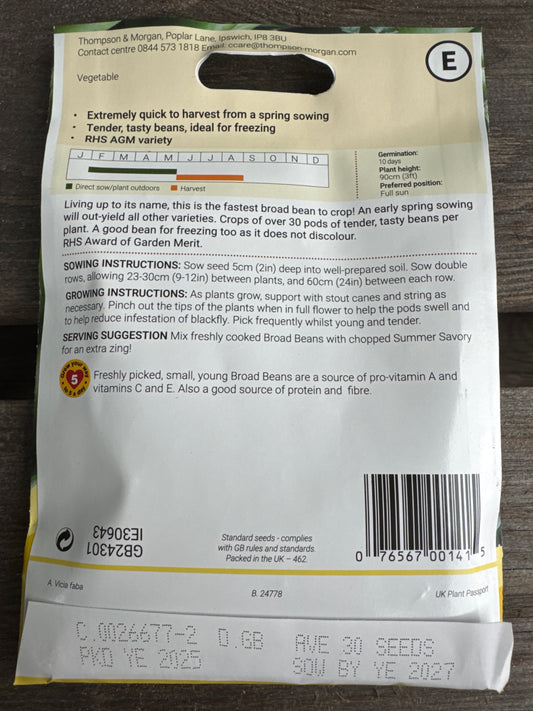 Thompson & Morgan, Poplar Lane, Ipswich, IP8 3BU
Contact centre 0844 573 1818 Email: ccare@thompson-morgan.com
E
Vegetable
• Extremely quick to harvest from a spring sowing
• Tender, tasty beans, ideal for freezing
• RHS AGM variety
J F M A M J J A S O N D
Direct sow/plant outdoors Harvest
Germination:
10 days
Plant height:
90cm (3ft)
Preferred position:
Full sun
Living up to its name, this is the fastest broad bean to crop! An early spring sowing
will out-yield all other varieties. Crops of over 30 pods of tender, tasty beans per
plant. A good bean for freezing too as it does not discolour.
RHS Award of Garden Merit.
SOWING INSTRUCTIONS: Sow seed 5cm (2in) deep into well-prepared soil. Sow double
rows, allowing 23-30cm (9-12in) between plants, and 60cm (24in) between each row.
GROWING INSTRUCTIONS: As plants grow, support with stout canes and string as
necessary. Pinch out the tips of the plants when in full flower to help the pods swell and
to help reduce infestation of blackfly. Pick frequently whilst young and tender.
SERVING SUGGESTION Mix freshly cooked Broad Beans with chopped Summer Savory
for an extra zing!
Grow your way
5
to 5 a day
Freshly picked, small, young Broad Beans are a source of pro-vitamin A and
vitamins C and E. Also a good source of protein and fibre.
GB24301
IE30643
Standard seeds - complies
with GB rules and standards.
Packed in the UK – 462.
0 76567 00141 5
A. Vicia faba
B. 24778
UK Plant Passport
C.0026677-2 D.GB AVE 30 SEEDS
PKD YE 2025 SOW BY YE 2027